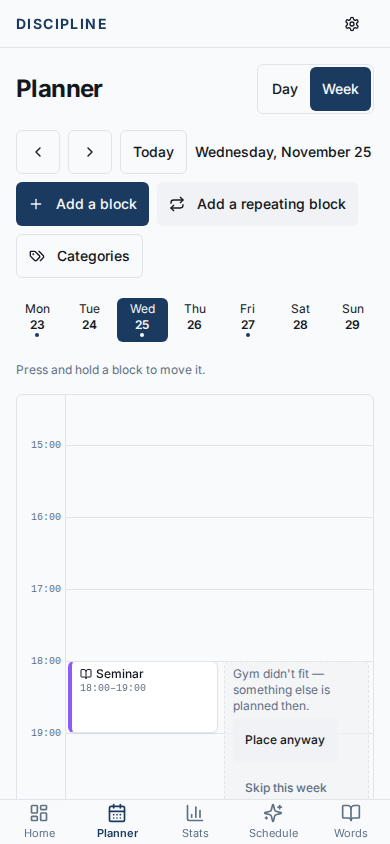 DISCIPLINE
Planner
Day
Week
Today
Wednesday, November 25
Add a block
Add a repeating block
Categories
Mon
Tue
Wed
Thu
Fri
Sat
Sun
23
24
25
26
27
28
29
Press and hold a block to move it.
15:00
16:00
17:00
18:00
Seminar
18:00–19:00
Gym didn't fit —
something else is
planned then.
19:00
Place anyway
Skip this week
Home
Planner
Stats
Schedule
Words